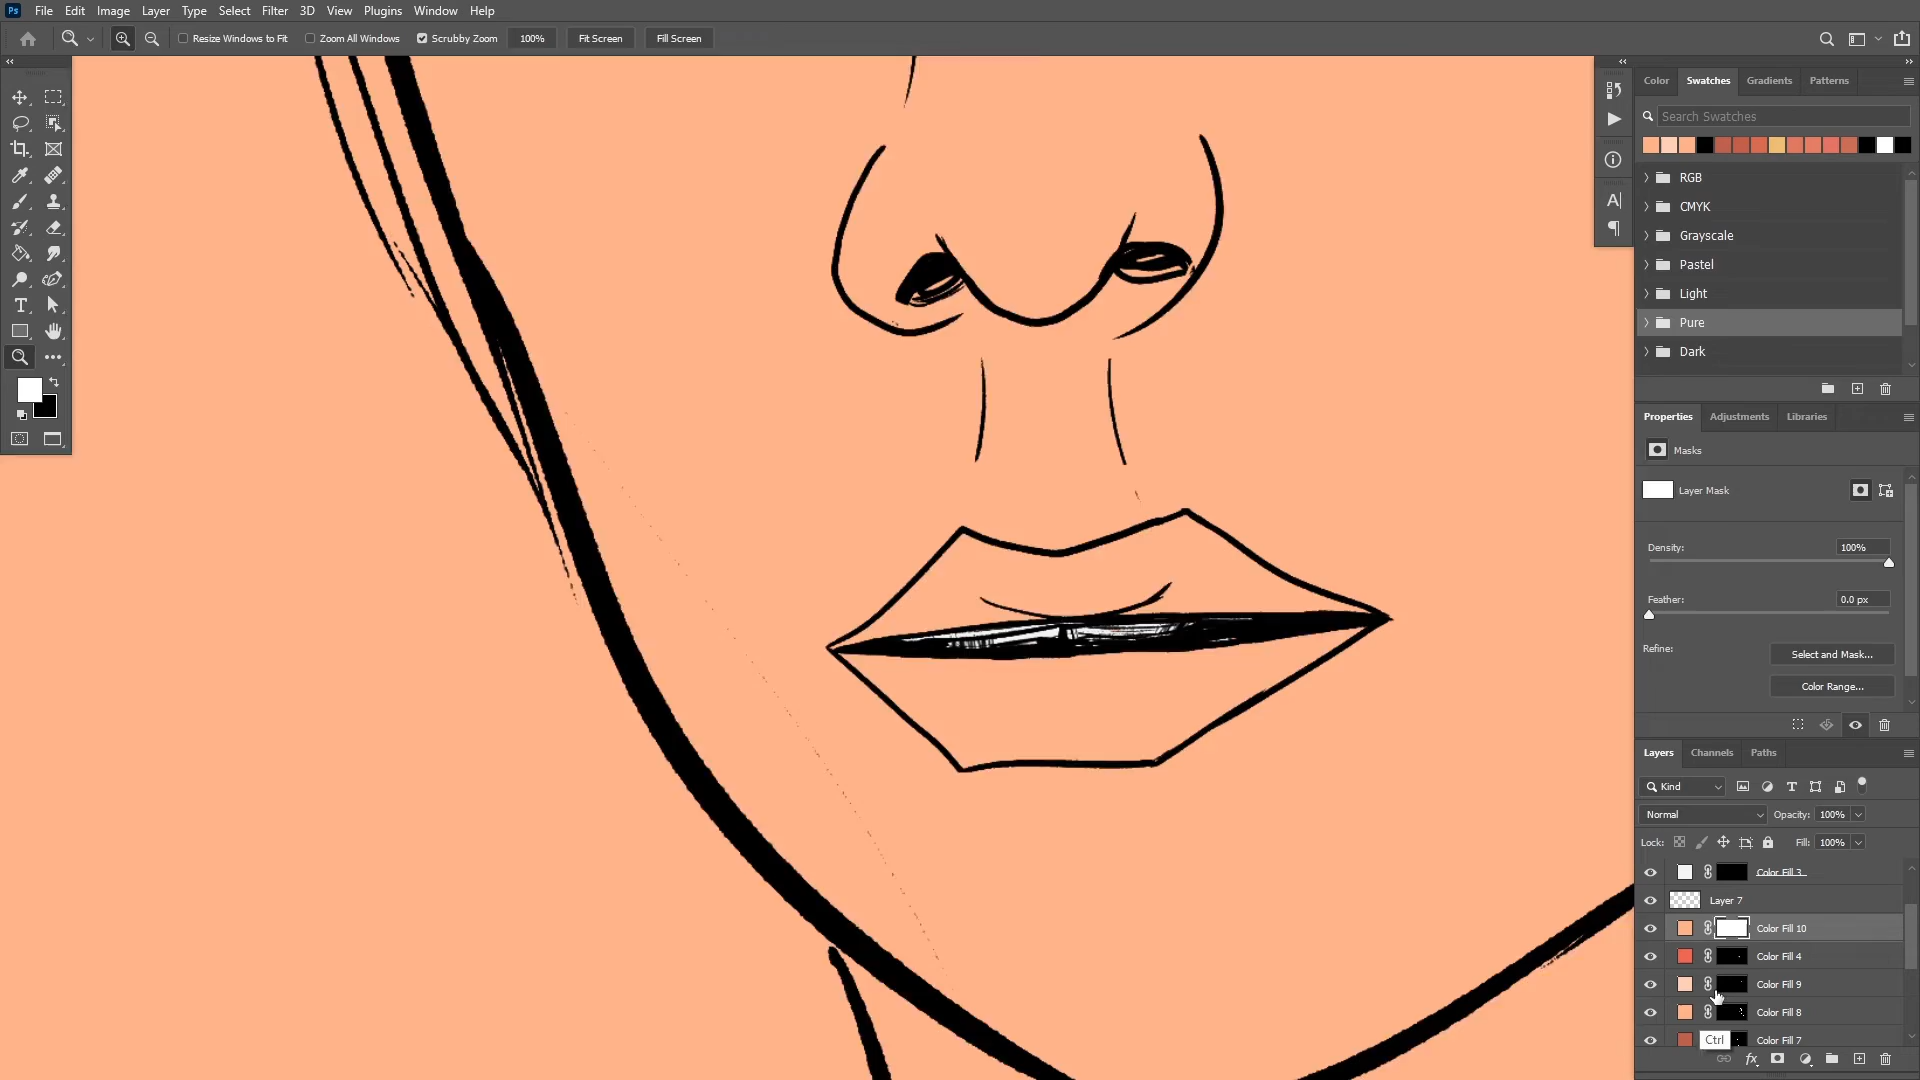 Ps File Edit Image Layer Type Select Filter 3D View Plugins Window Help
Resize Windows to Fit Zoom All Windows Scrubby Zoom 100% Fit Screen Fill Screen
Color Swatches Gradients Patterns
Search Swatches
RGB
CMYK
Grayscale
Pastel
Light
Pure
Dark
Properties Adjustments Libraries
Masks
Layer Mask
Density: 100%
Feather: 0.0 px
Refine: Select and Mask...
Color Range...
Layers Channels Paths
Kind
Normal Opacity: 100%
Lock: Fill: 100%
Color Fill 3
Layer 7
Color Fill 10
Color Fill 4
Color Fill 9
Color Fill 8
Color Fill 7
Ctrl
fx